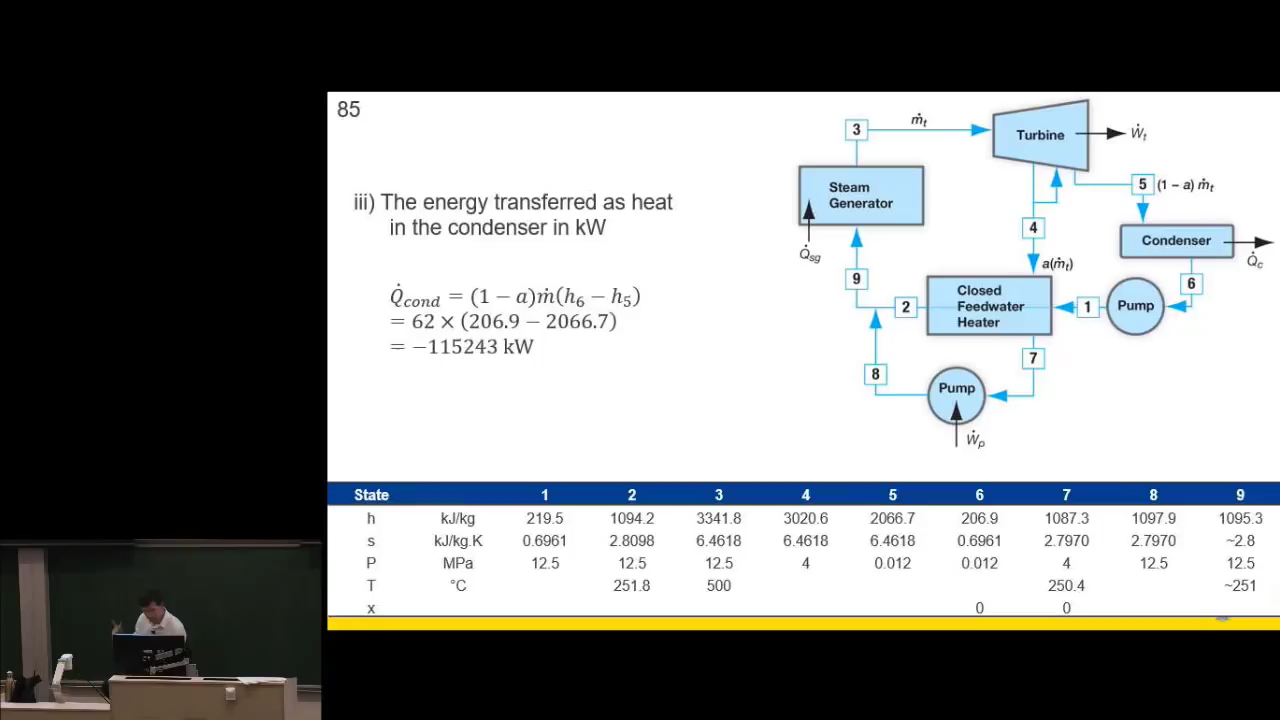 85
iii) The energy transferred as heat
in the condenser in kW
Q̇cond = (1 − a)ṁ(h6 − h5)
= 62 × (206.9 − 2066.7)
= −115243 kW
3
ṁt
Turbine
Ẇt
Steam
Generator
Q̇sg
5
(1 − a) ṁt
4
Condenser
Q̇c
a(ṁt)
9
6
Closed
Feedwater
Heater
2
1
Pump
7
8
Pump
Ẇp
State 1 2 3 4 5 6 7 8 9
h kJ/kg 219.5 1094.2 3341.8 3020.6 2066.7 206.9 1087.3 1097.9 1095.3
s kJ/kg.K 0.6961 2.8098 6.4618 6.4618 6.4618 0.6961 2.7970 2.7970 ~2.8
P MPa 12.5 12.5 12.5 4 0.012 0.012 4 12.5 12.5
T °C 251.8 500 250.4 ~251
x 0 0